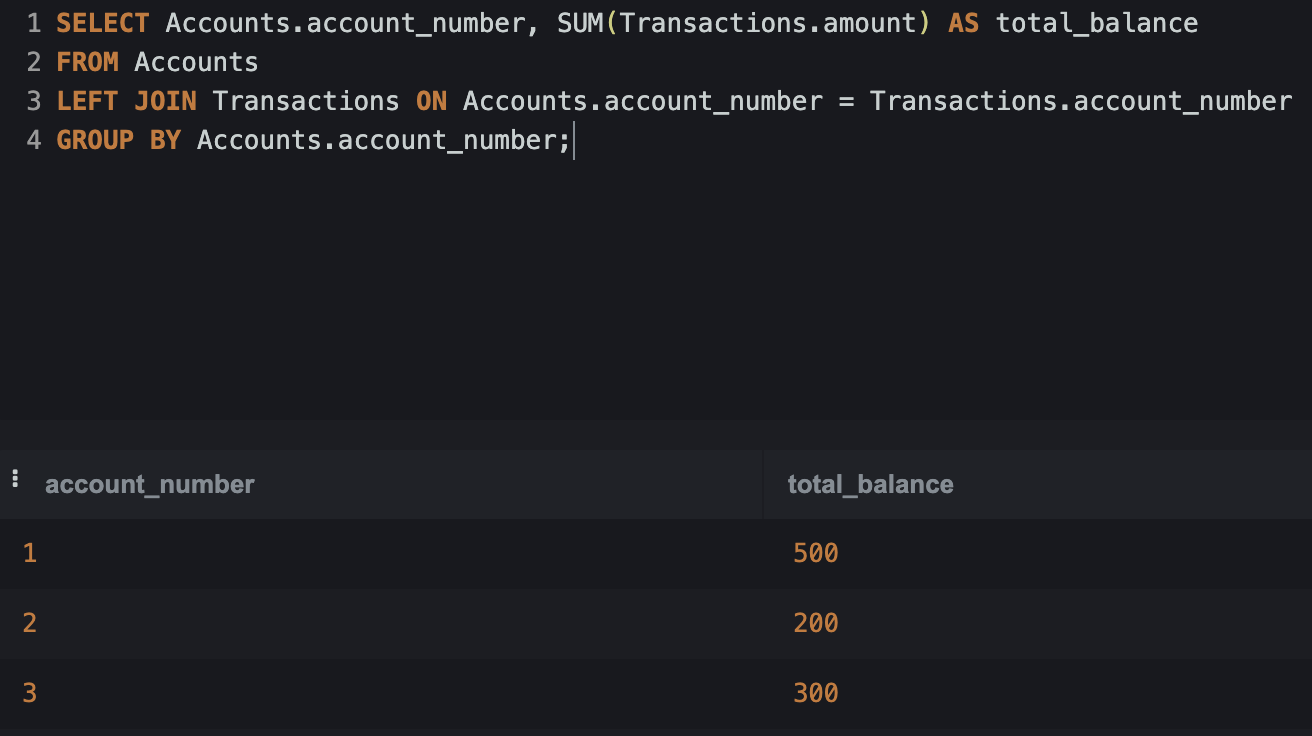 1 SELECT Accounts.account_number, SUM(Transactions.amount) AS total_balance
2 FROM Accounts
3 LEFT JOIN Transactions ON Accounts.account_number = Transactions.account_number
4 GROUP BY Accounts.account_number;
account_number total_balance
1 500
2 200
3 300